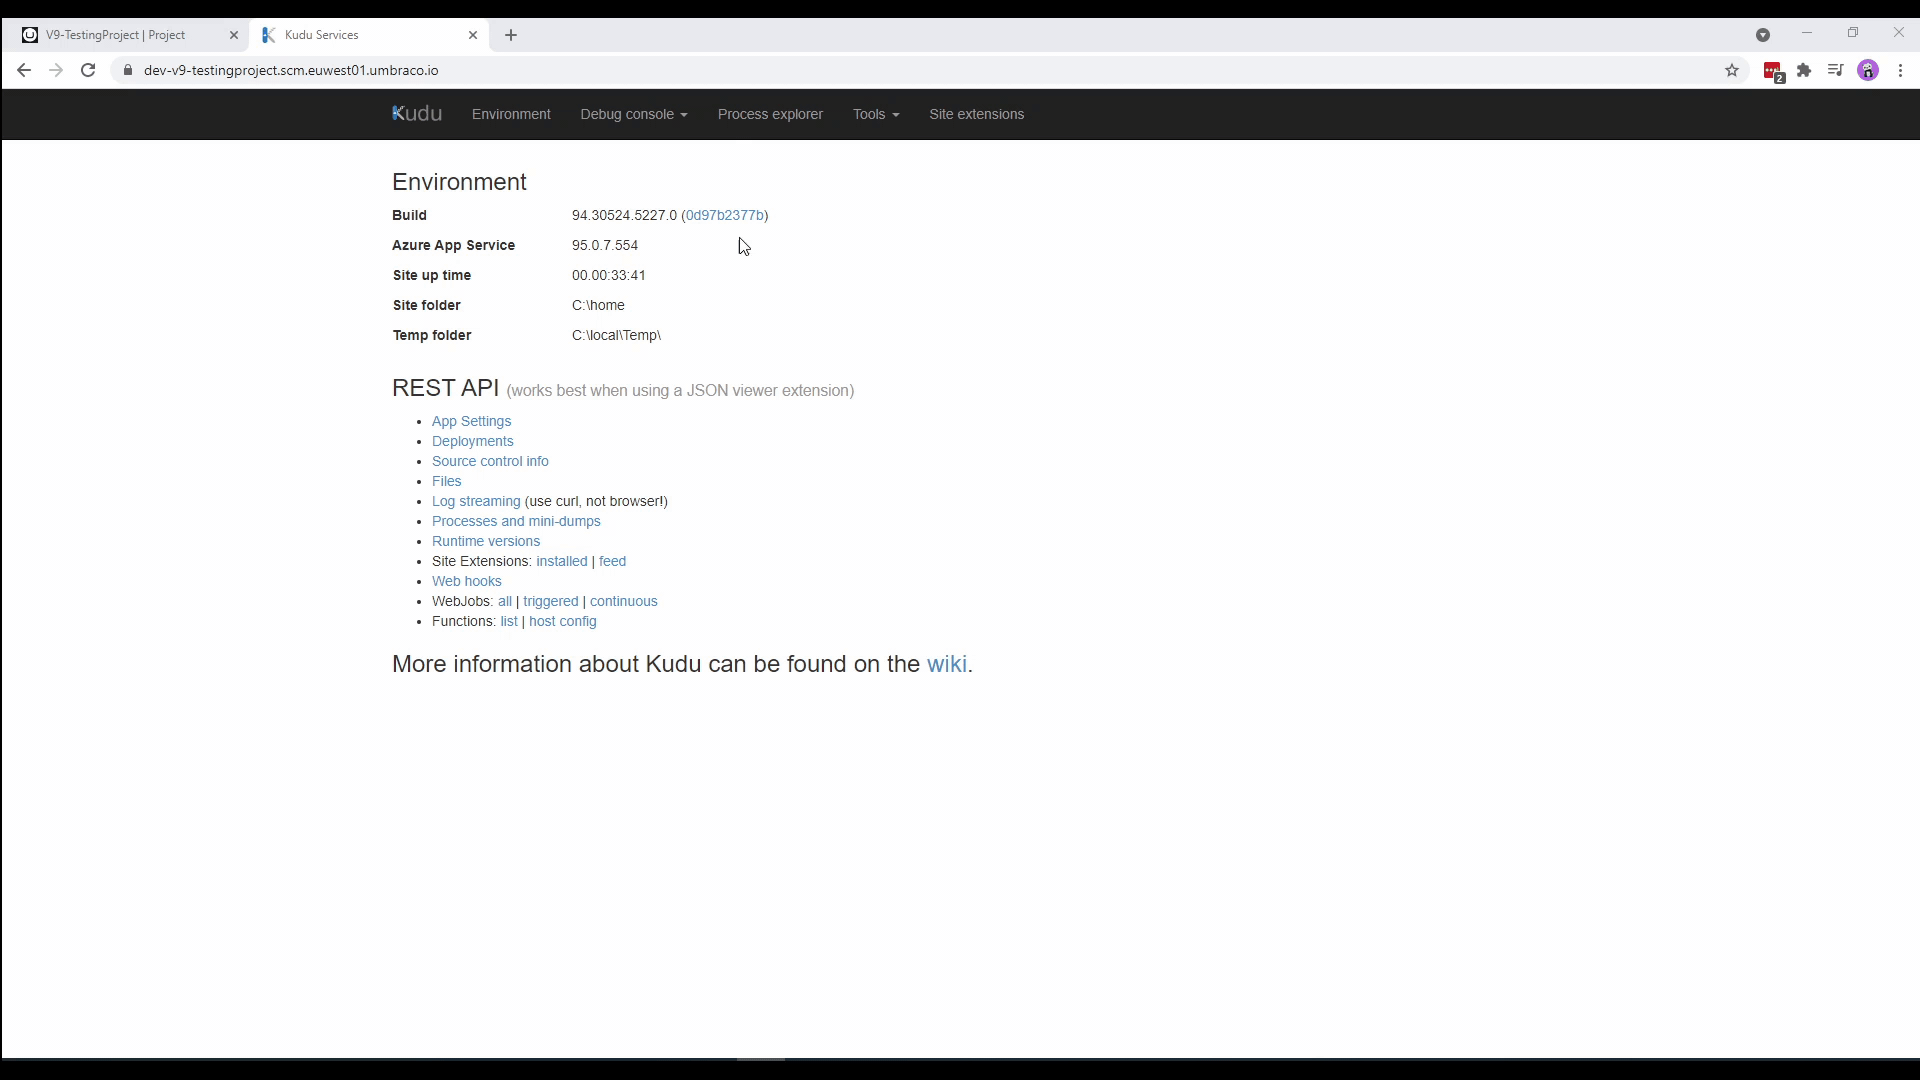 V9-TestingProject | Project
Kudu Services
dev-v9-testingproject.scm.euwest01.umbraco.io
2
Kudu Environment Debug console Process explorer Tools Site extensions
Environment
Build 94.30524.5227.0 (0d97b2377b)
Azure App Service 95.0.7.554
Site up time 00.00:33:41
Site folder C:\home
Temp folder C:\local\Temp\
REST API (works best when using a JSON viewer extension)
App Settings
Deployments
Source control info
Files
Log streaming (use curl, not browser!)
Processes and mini-dumps
Runtime versions
Site Extensions: installed | feed
Web hooks
WebJobs: all | triggered | continuous
Functions: list | host config
More information about Kudu can be found on the wiki.